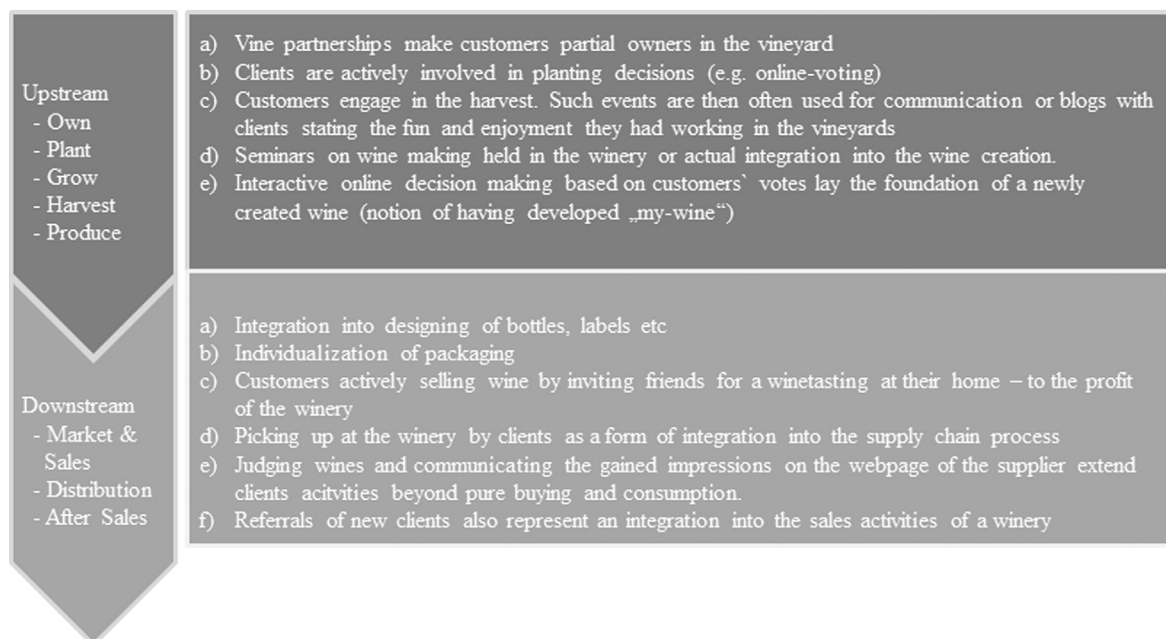 Upstream
- Own
- Plant
- Grow
- Harvest
- Produce
a) Vine partnerships make customers partial owners in the vineyard
b) Clients are actively involved in planting decisions (e.g. online-voting)
c) Customers engage in the harvest. Such events are then often used for communication or blogs with
clients stating the fun and enjoyment they had working in the vineyards
d) Seminars on wine making held in the winery or actual integration into the wine creation.
e) Interactive online decision making based on customers` votes lay the foundation of a newly
created wine (notion of having developed „my-wine“)
Downstream
- Market &
Sales
- Distribution
- After Sales
a) Integration into designing of bottles, labels etc
b) Individualization of packaging
c) Customers actively selling wine by inviting friends for a winetasting at their home – to the profit
of the winery
d) Picking up at the winery by clients as a form of integration into the supply chain process
e) Judging wines and communicating the gained impressions on the webpage of the supplier extend
clients acitvities beyond pure buying and consumption.
f) Referrals of new clients also represent an integration into the sales activities of a winery